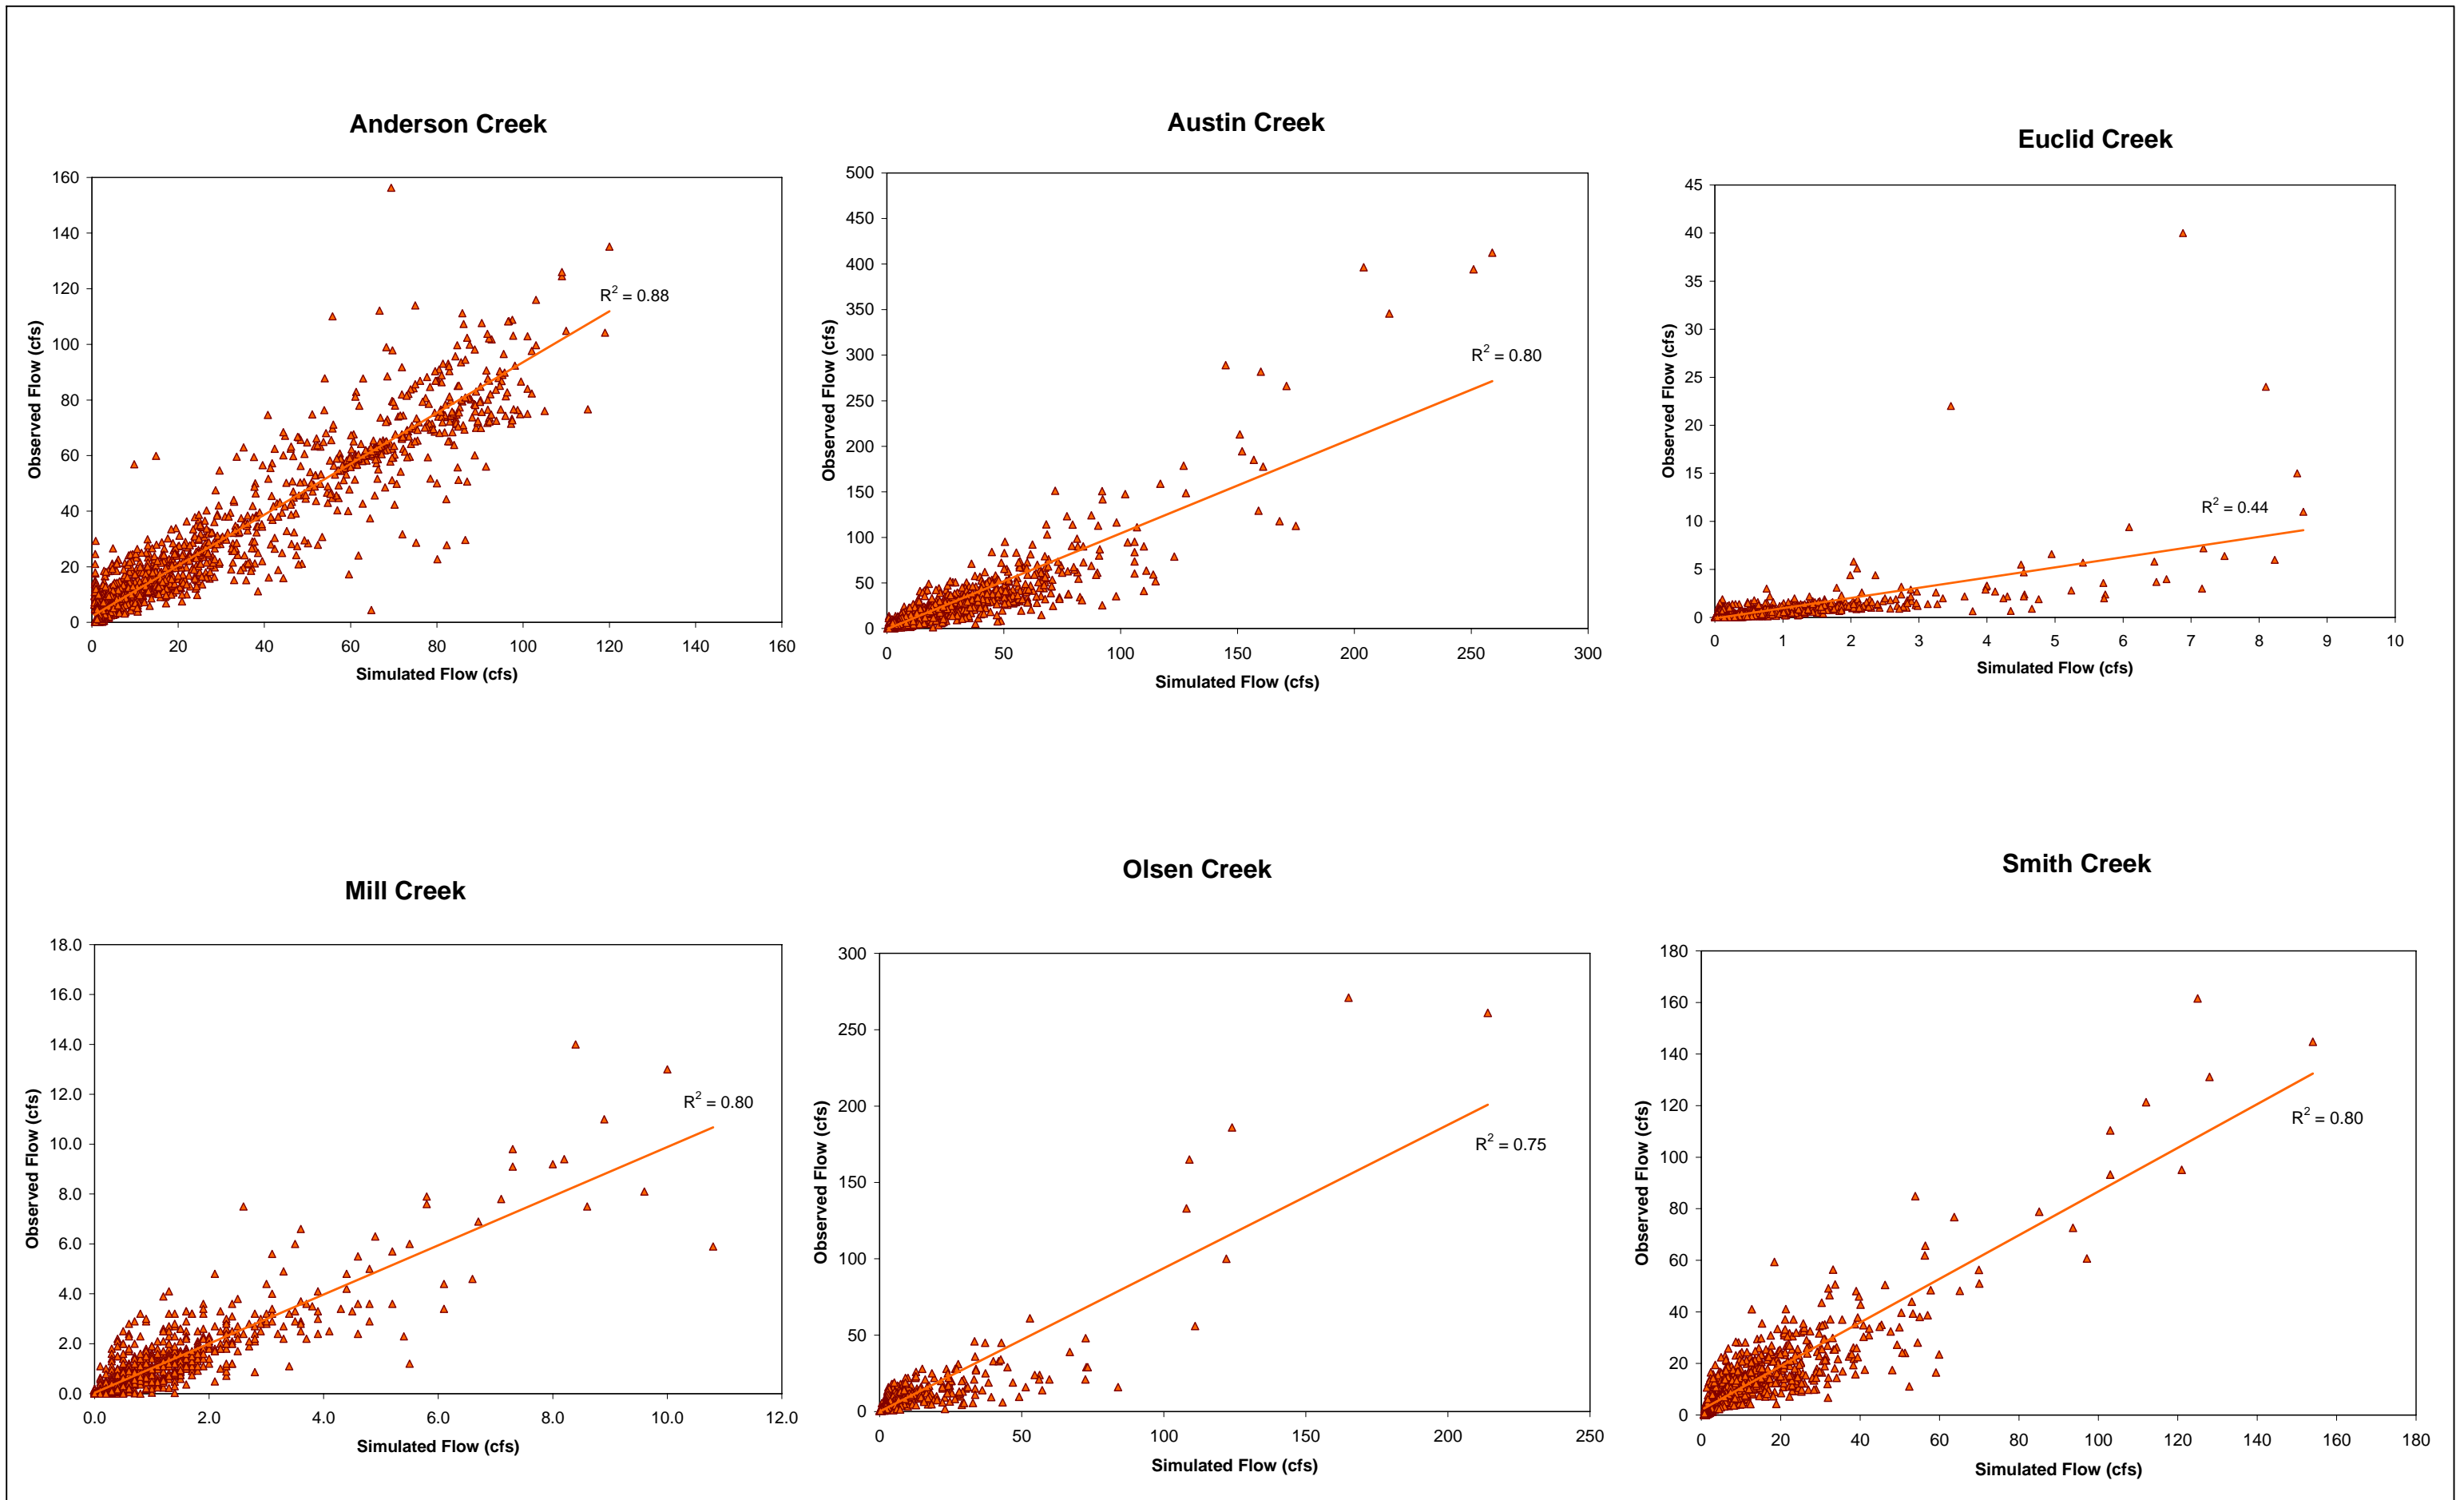 Anderson Creek
160
140
120
100
80
60
40
20
0
0 20 40 60 80 100 120 140 160
Observed Flow (cfs)
Simulated Flow (cfs)
R² = 0.88
Austin Creek
500
450
400
350
300
250
200
150
100
50
0
0 50 100 150 200 250 300
Observed Flow (cfs)
Simulated Flow (cfs)
R² = 0.80
Euclid Creek
45
40
35
30
25
20
15
10
5
0
0 1 2 3 4 5 6 7 8 9 10
Observed Flow (cfs)
Simulated Flow (cfs)
R² = 0.44
Mill Creek
18.0
16.0
14.0
12.0
10.0
8.0
6.0
4.0
2.0
0.0
0.0 2.0 4.0 6.0 8.0 10.0 12.0
Observed Flow (cfs)
Simulated Flow (cfs)
R² = 0.80
Olsen Creek
300
250
200
150
100
50
0
0 50 100 150 200 250
Observed Flow (cfs)
Simulated Flow (cfs)
R² = 0.75
Smith Creek
180
160
140
120
100
80
60
40
20
0
0 20 40 60 80 100 120 140 160 180
Observed Flow (cfs)
Simulated Flow (cfs)
R² = 0.80